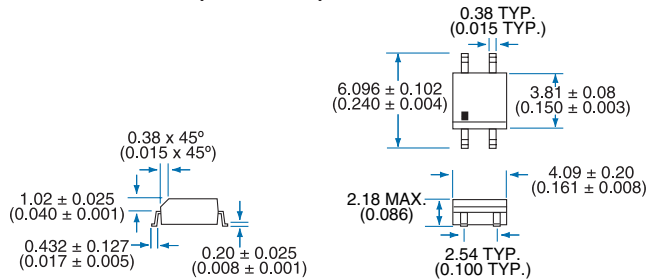 0.38 TYP.
(0.015 TYP.)
6.096 ± 0.102
(0.240 ± 0.004)
3.81 ± 0.08
(0.150 ± 0.003)
0.38 x 45º
(0.015 x 45º)
1.02 ± 0.025
(0.040 ± 0.001)
0.432 ± 0.127
(0.017 ± 0.005)
0.20 ± 0.025
(0.008 ± 0.001)
4.09 ± 0.20
(0.161 ± 0.008)
2.18 MAX.
(0.086)
2.54 TYP.
(0.100 TYP.)